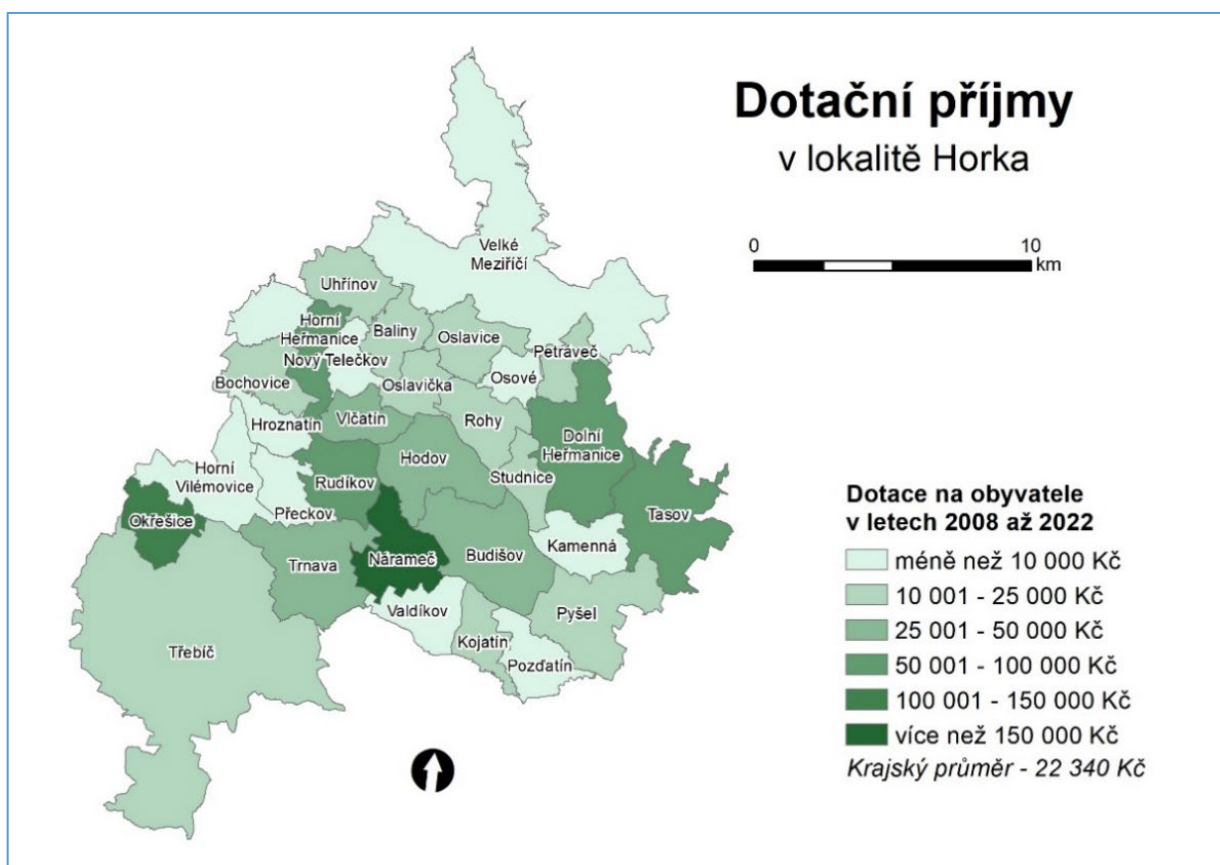 Dotační příjmy
v lokalitě Horka
0 10
km
Velké
Meziříčí
Uhřínov
Horní
Heřmanice
Baliny
Oslavice
Petráveč
Nový Telečkov
Osové
Bochovice
Oslavička
Hroznatín
Vlčatín
Rohy
Dolní
Heřmanice
Hodov
Horní
Vilémovice
Rudíkov
Studnice
Přeckov
Okřešice
Tasov
Trnava
Nárameč
Budišov
Kamenná
Valdíkov
Pyšel
Kojatín
Třebíč
Pozďatín
Dotace na obyvatele
v letech 2008 až 2022
méně než 10 000 Kč
10 001 - 25 000 Kč
25 001 - 50 000 Kč
50 001 - 100 000 Kč
100 001 - 150 000 Kč
více než 150 000 Kč
Krajský průměr - 22 340 Kč